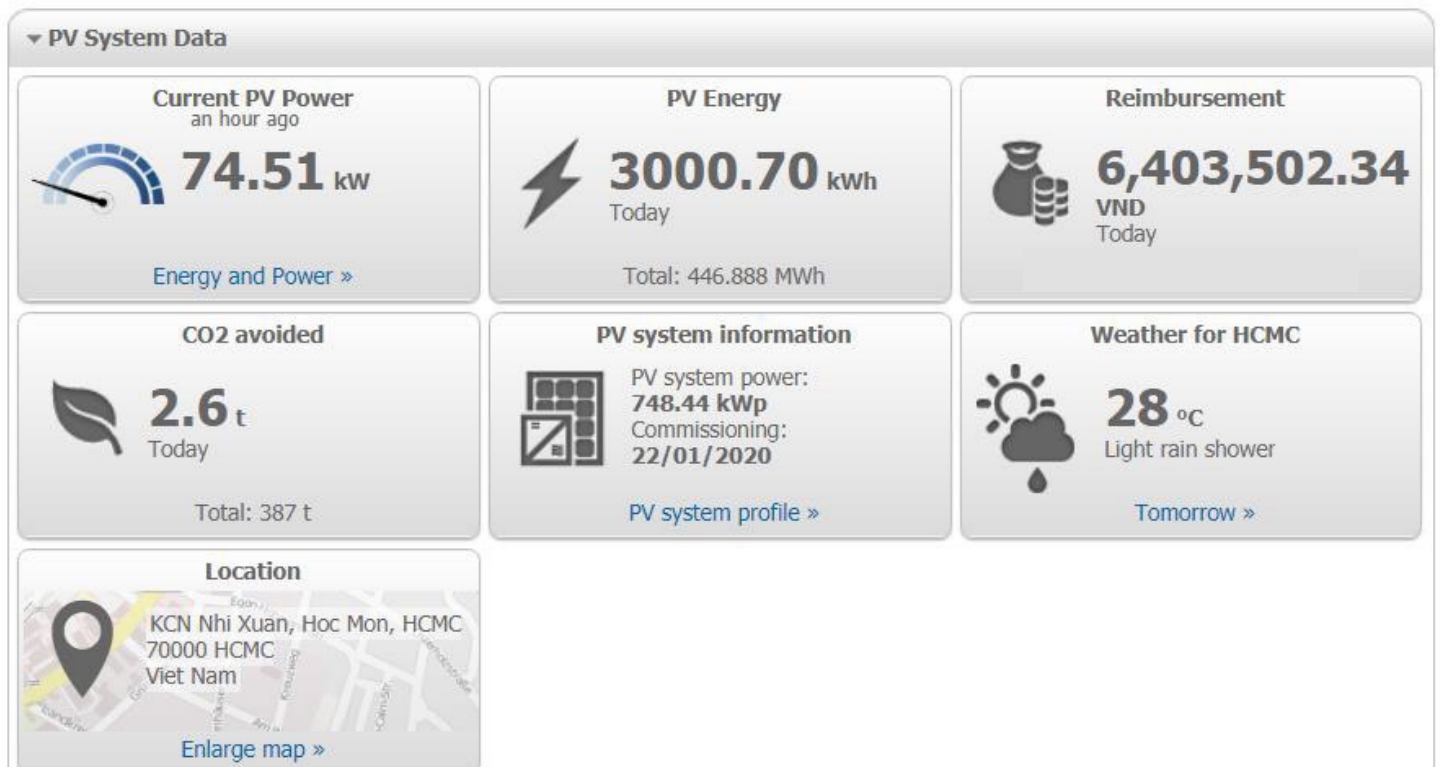 PV System Data
Current PV Power
an hour ago
74.51 kW
Energy and Power »
PV Energy
3000.70 kWh
Today
Total: 446.888 MWh
Reimbursement
6,403,502.34
VND
Today
CO2 avoided
2.6 t
Today
Total: 387 t
PV system information
PV system power:
748.44 kWp
Commissioning:
22/01/2020
PV system profile »
Weather for HCMC
28 °C
Light rain shower
Tomorrow »
Location
KCN Nhi Xuan, Hoc Mon, HCMC
70000 HCMC
Viet Nam
Enlarge map »